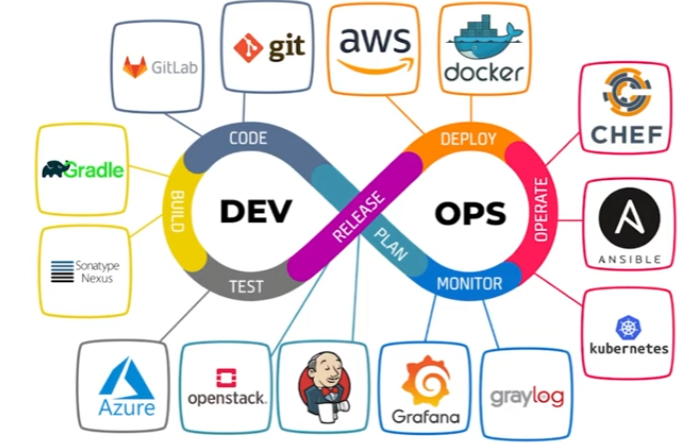 GitLab
git
aws
docker
CHEF
Gradle
CODE
DEPLOY
BUILD
DEV
RELEASE
OPS
OPERATE
PLAN
ANSIBLE
Sonatype
Nexus
TEST
MONITOR
kubernetes
Azure
openstack.
Grafana
graylog